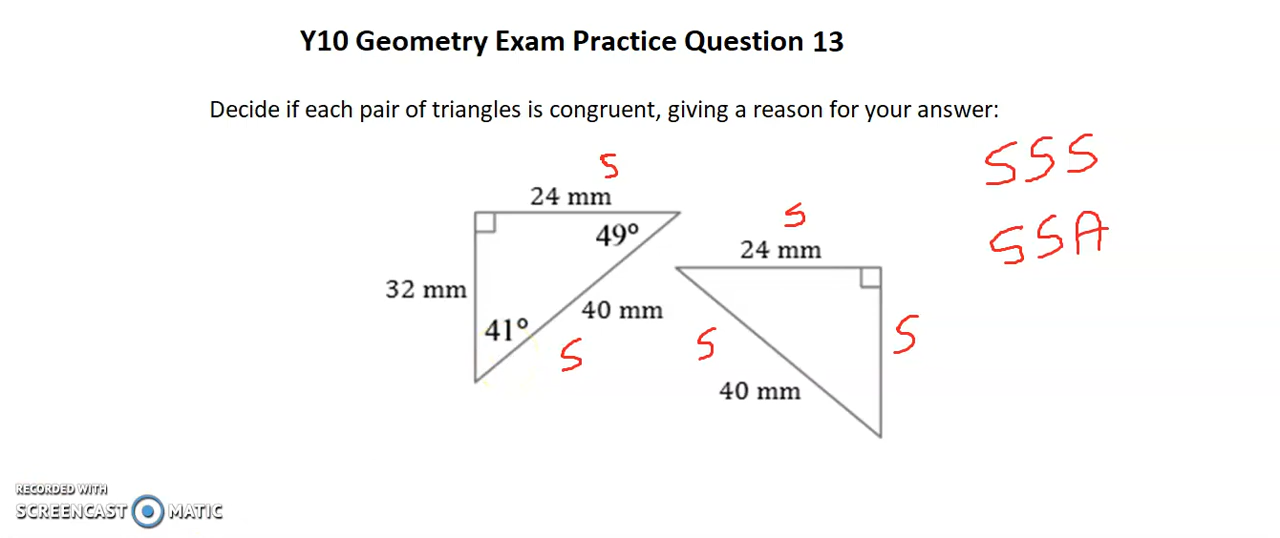 Y10 Geometry Exam Practice Question 13
Decide if each pair of triangles is congruent, giving a reason for your answer:
SSS
S
24 mm
S
SSA
49°
24 mm
32 mm
40 mm
41°
S
S
S
40 mm
RECORDED WITH
SCREENCAST MATIC